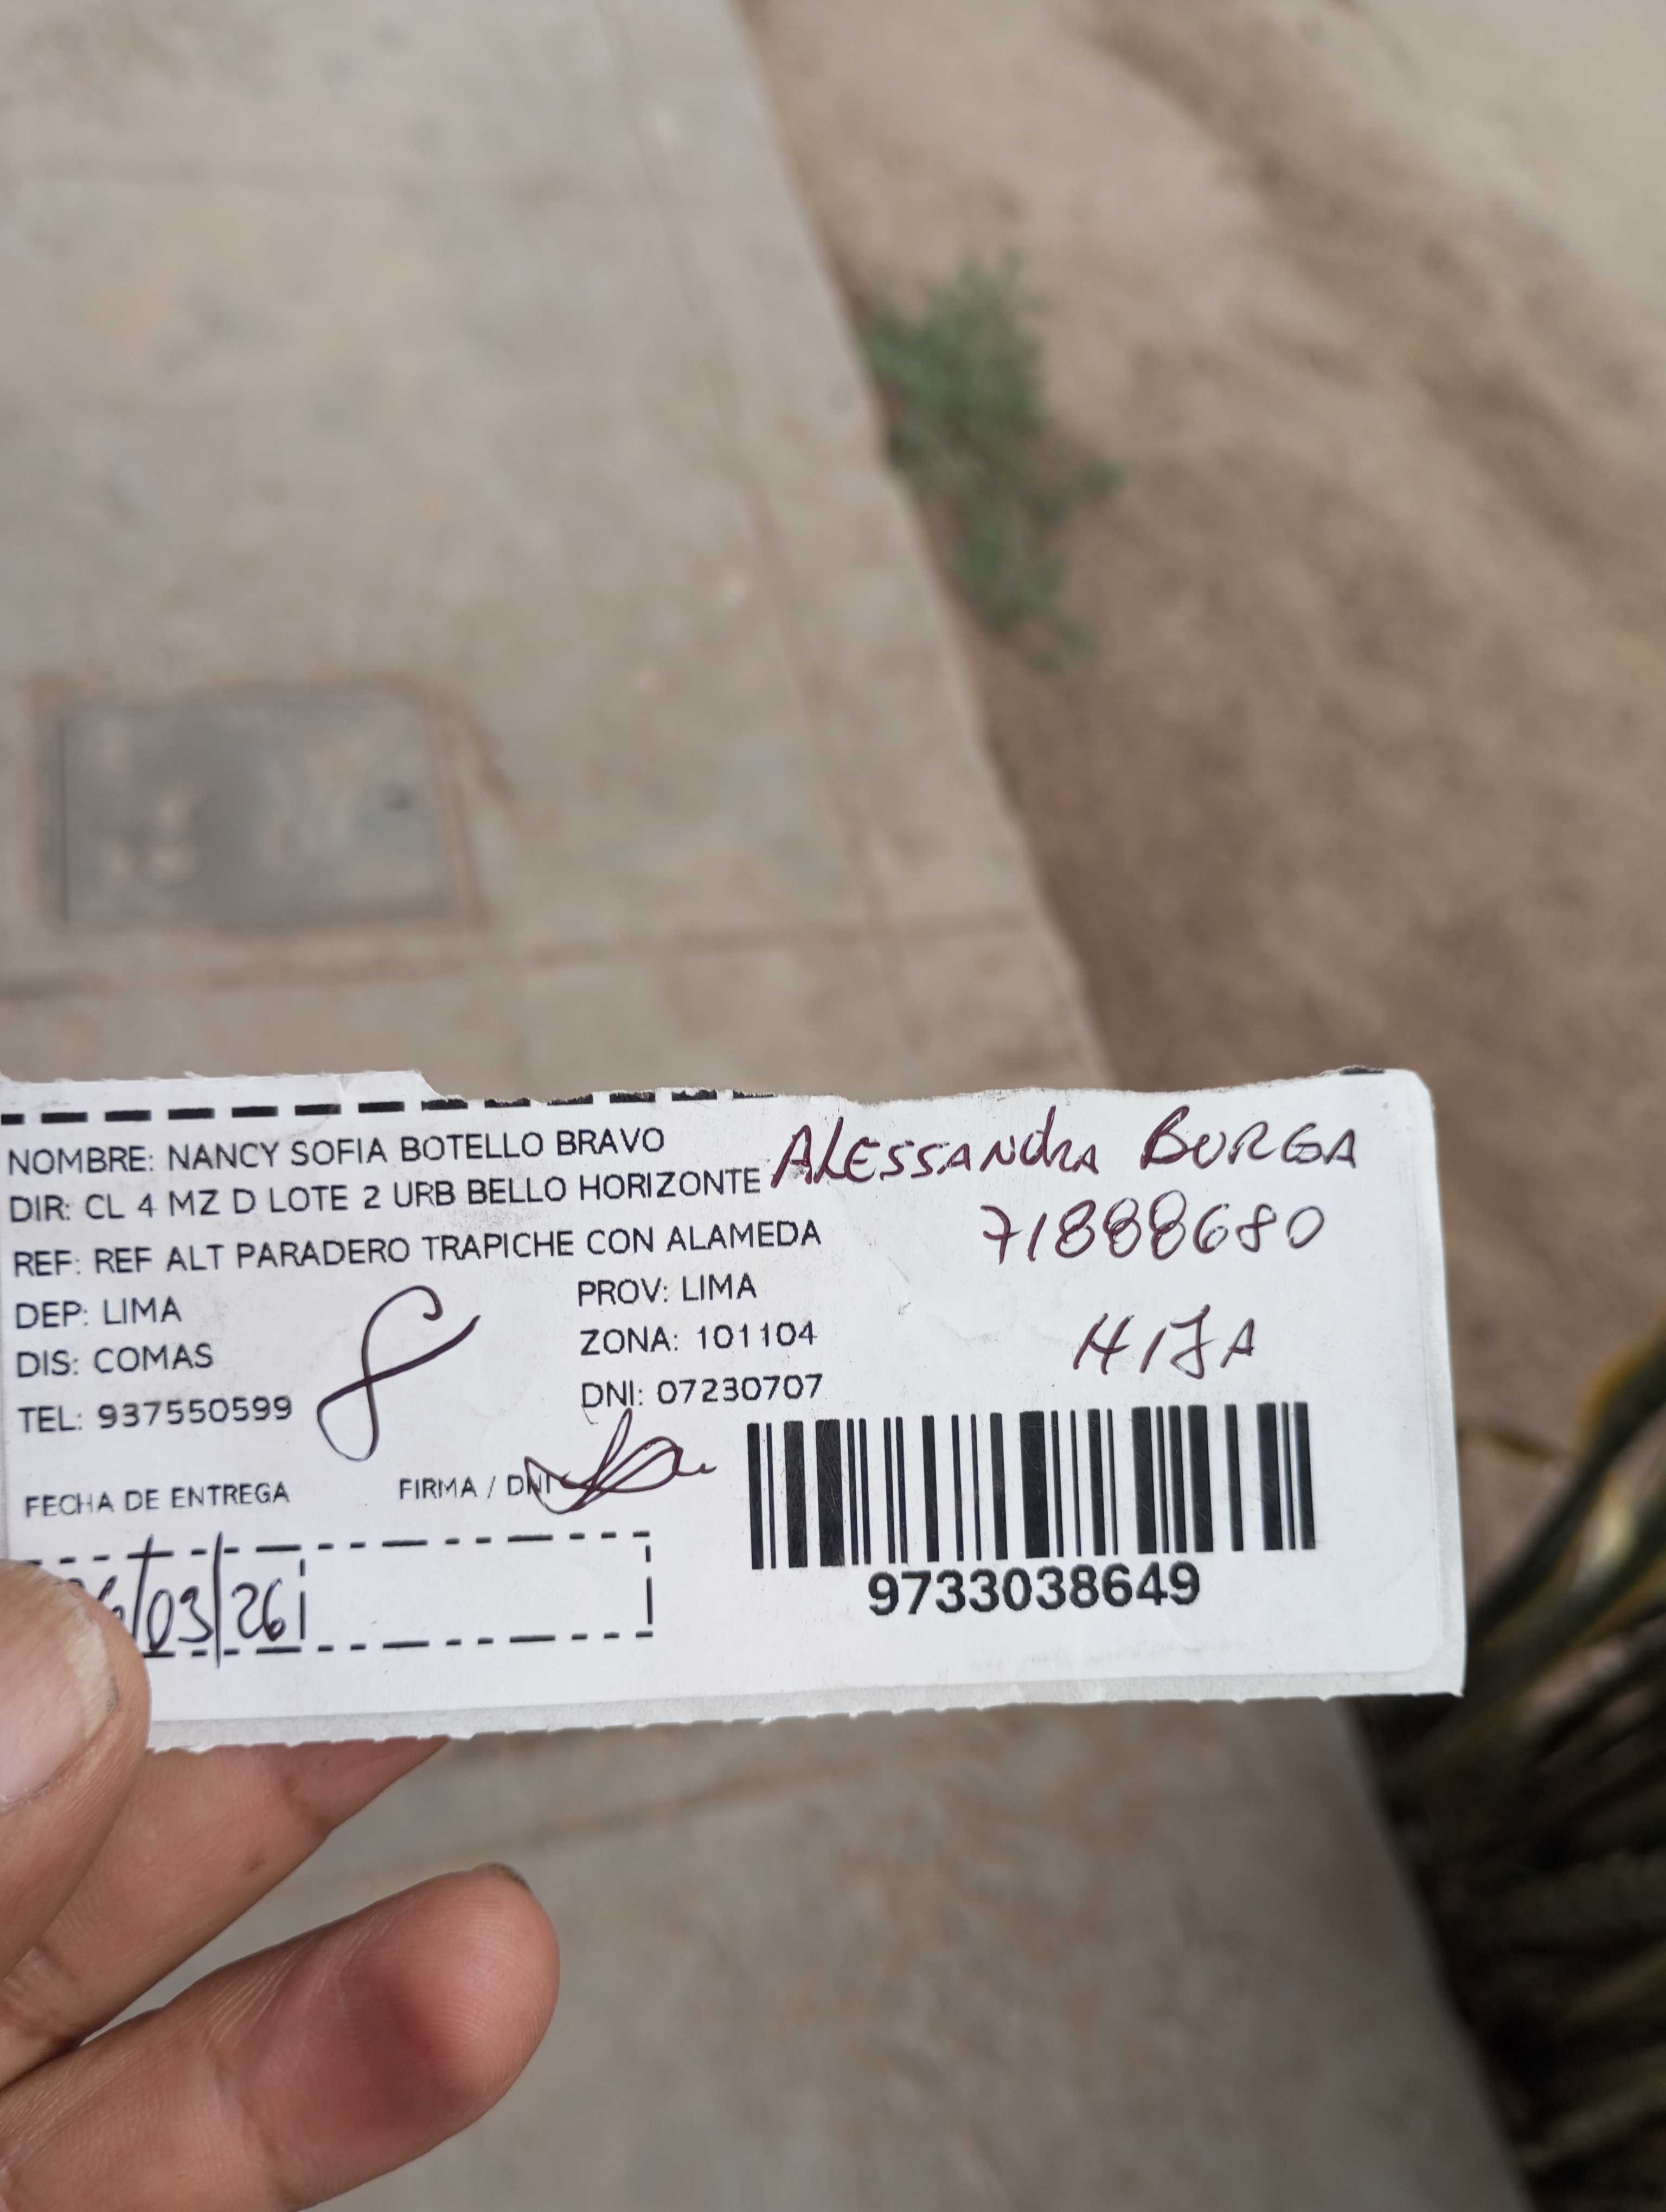 NOMBRE: NANCY SOFIA BOTELLO BRAVO
ALESSANDRA BURGA
DIR: CL 4 MZ D LOTE 2 URB BELLO HORIZONTE
71888680
REF: REF ALT PARADERO TRAPICHE CON ALAMEDA
DEP: LIMA
PROV: LIMA
HIJA
DIS: COMAS
ZONA: 101104
TEL: 937550599
DNI: 07230707
FECHA DE ENTREGA
FIRMA / DNI
/03/26
9733038649